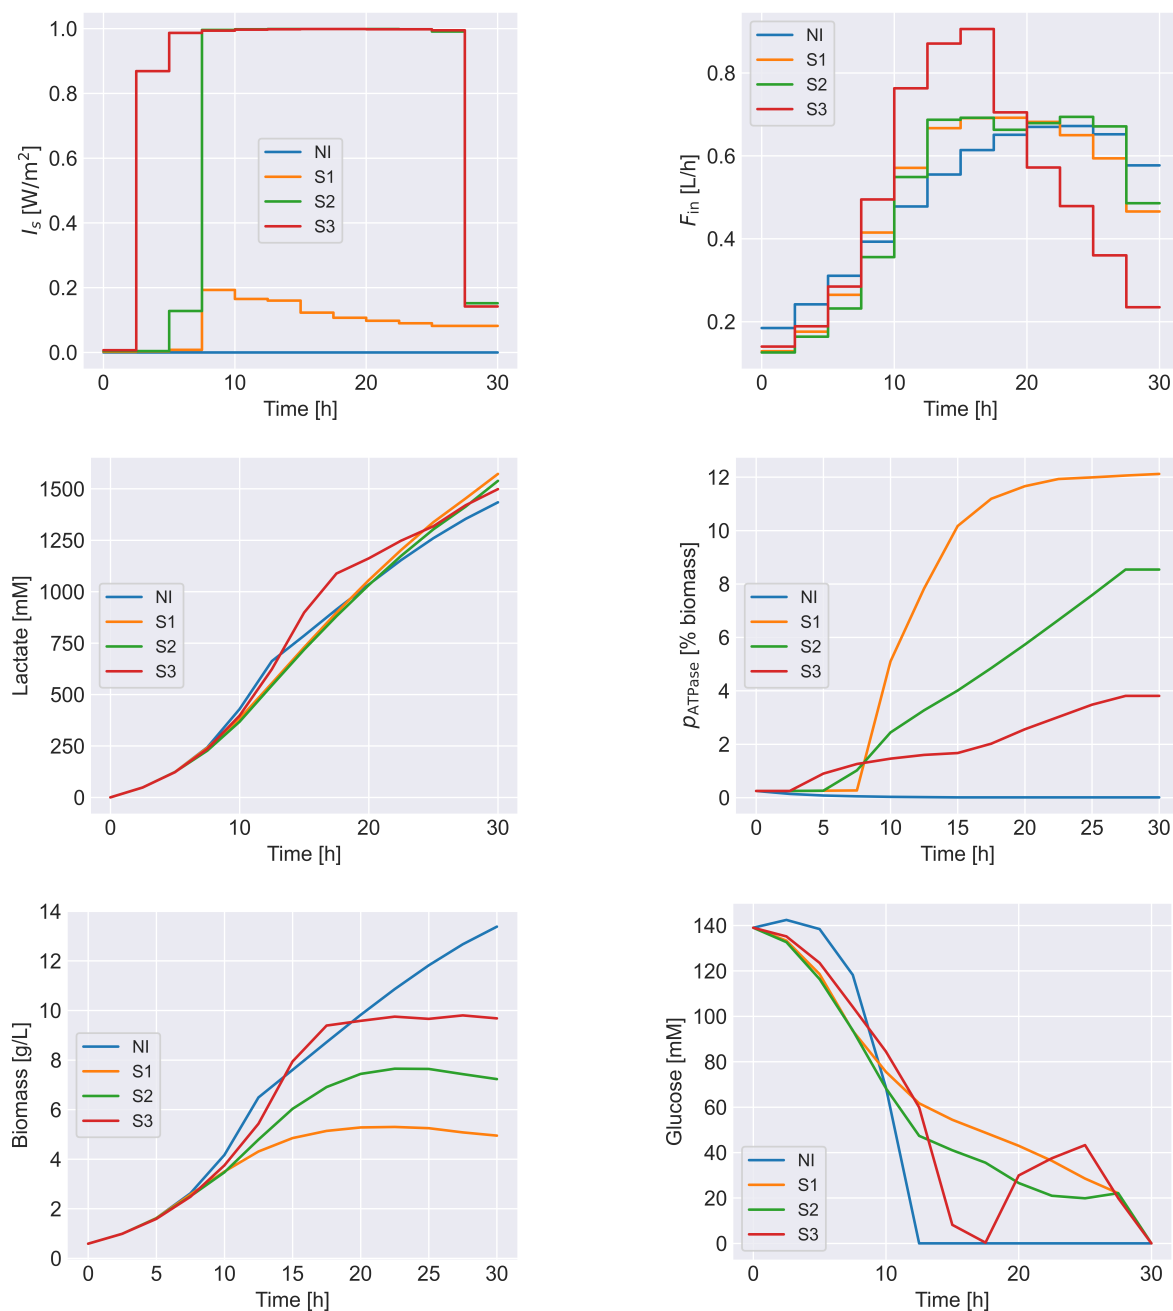 1.0
0.8
0.6
0.4
0.2
0.0
I_s [W/m²]
NI
S1
S2
S3
0
10
20
30
Time [h]
0.8
0.6
0.4
0.2
F_in [L/h]
NI
S1
S2
S3
0
10
20
30
Time [h]
1500
1250
1000
750
500
250
0
Lactate [mM]
NI
S1
S2
S3
0
10
20
30
Time [h]
12
10
8
6
4
2
0
p_ATPase [% biomass]
NI
S1
S2
S3
0
5
10
15
20
25
30
Time [h]
14
12
10
8
6
4
2
0
Biomass [g/L]
NI
S1
S2
S3
0
5
10
15
20
25
30
Time [h]
140
120
100
80
60
40
20
0
Glucose [mM]
NI
S1
S2
S3
0
10
20
30
Time [h]